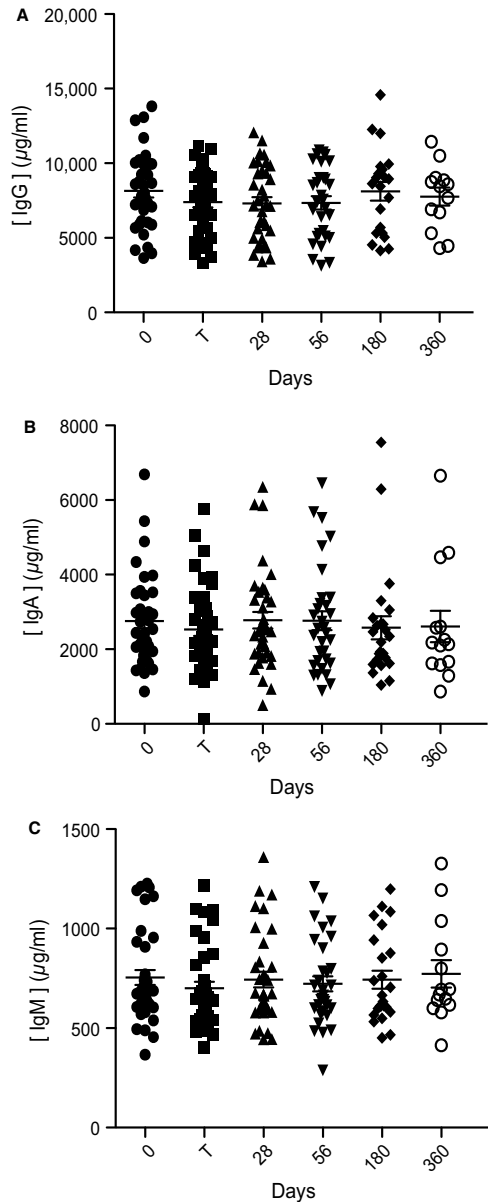 A
[ IgG ] (µg/ml)
20,000
15,000
10,000
5000
0
0
T
28
56
180
360
Days
B
[ IgA ] (µg/ml)
8000
6000
4000
2000
0
0
T
28
56
180
360
Days
C
[ IgM ] (µg/ml)
1500
1000
500
0
0
T
28
56
180
360
Days